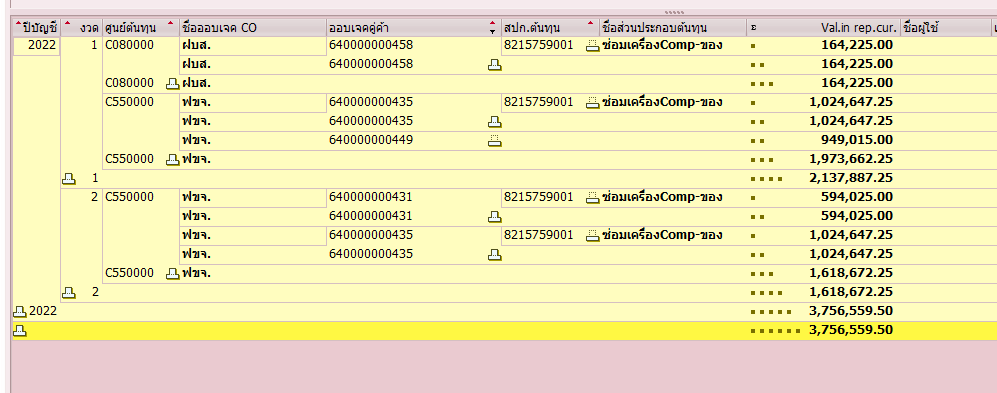 ปีบัญชี งวด ศูนย์ต้นทุน ชื่อออบเจค CO ออบเจคคู่ค้า สปก.ต้นทุน ชื่อส่วนประกอบต้นทุน Σ Val.in rep.cur. ชื่อผู้ใช้
2022 1 C080000 ฝบส. 640000000458 8215759001 ซ่อมเครื่องComp-ของ 164,225.00
ฝบส. 640000000458 164,225.00
C080000 ฝบส. 164,225.00
C550000 ฟขจ. 640000000435 8215759001 ซ่อมเครื่องComp-ของ 1,024,647.25
ฟขจ. 640000000435 1,024,647.25
ฟขจ. 640000000449 949,015.00
C550000 ฟขจ. 1,973,662.25
1 2,137,887.25
2 C550000 ฟขจ. 640000000431 8215759001 ซ่อมเครื่องComp-ของ 594,025.00
ฟขจ. 640000000431 594,025.00
ฟขจ. 640000000435 8215759001 ซ่อมเครื่องComp-ของ 1,024,647.25
ฟขจ. 640000000435 1,024,647.25
C550000 ฟขจ. 1,618,672.25
2 1,618,672.25
2022 3,756,559.50
3,756,559.50